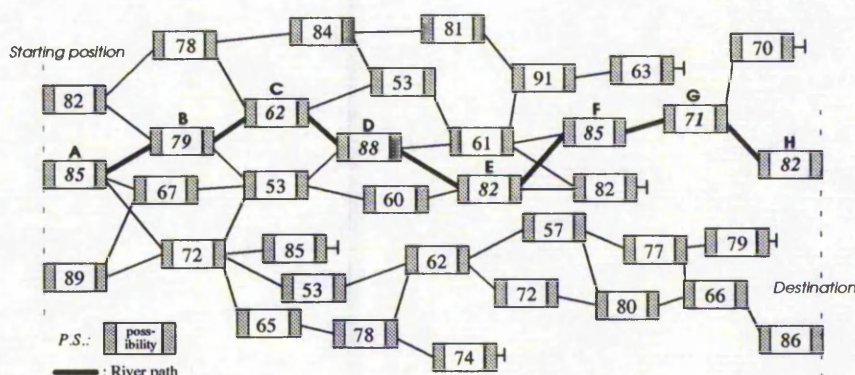 81
84
78
70
Starting position
91
63
53
C
82
B
62
G
F
71
79
D
85
61
88
H
A
E
82
85
67
53
82
82
60
57
72
85
77
79
89
62
53
72
66
Destination
80
65
78
P.S.: poss-
ibility
86
74
: River path